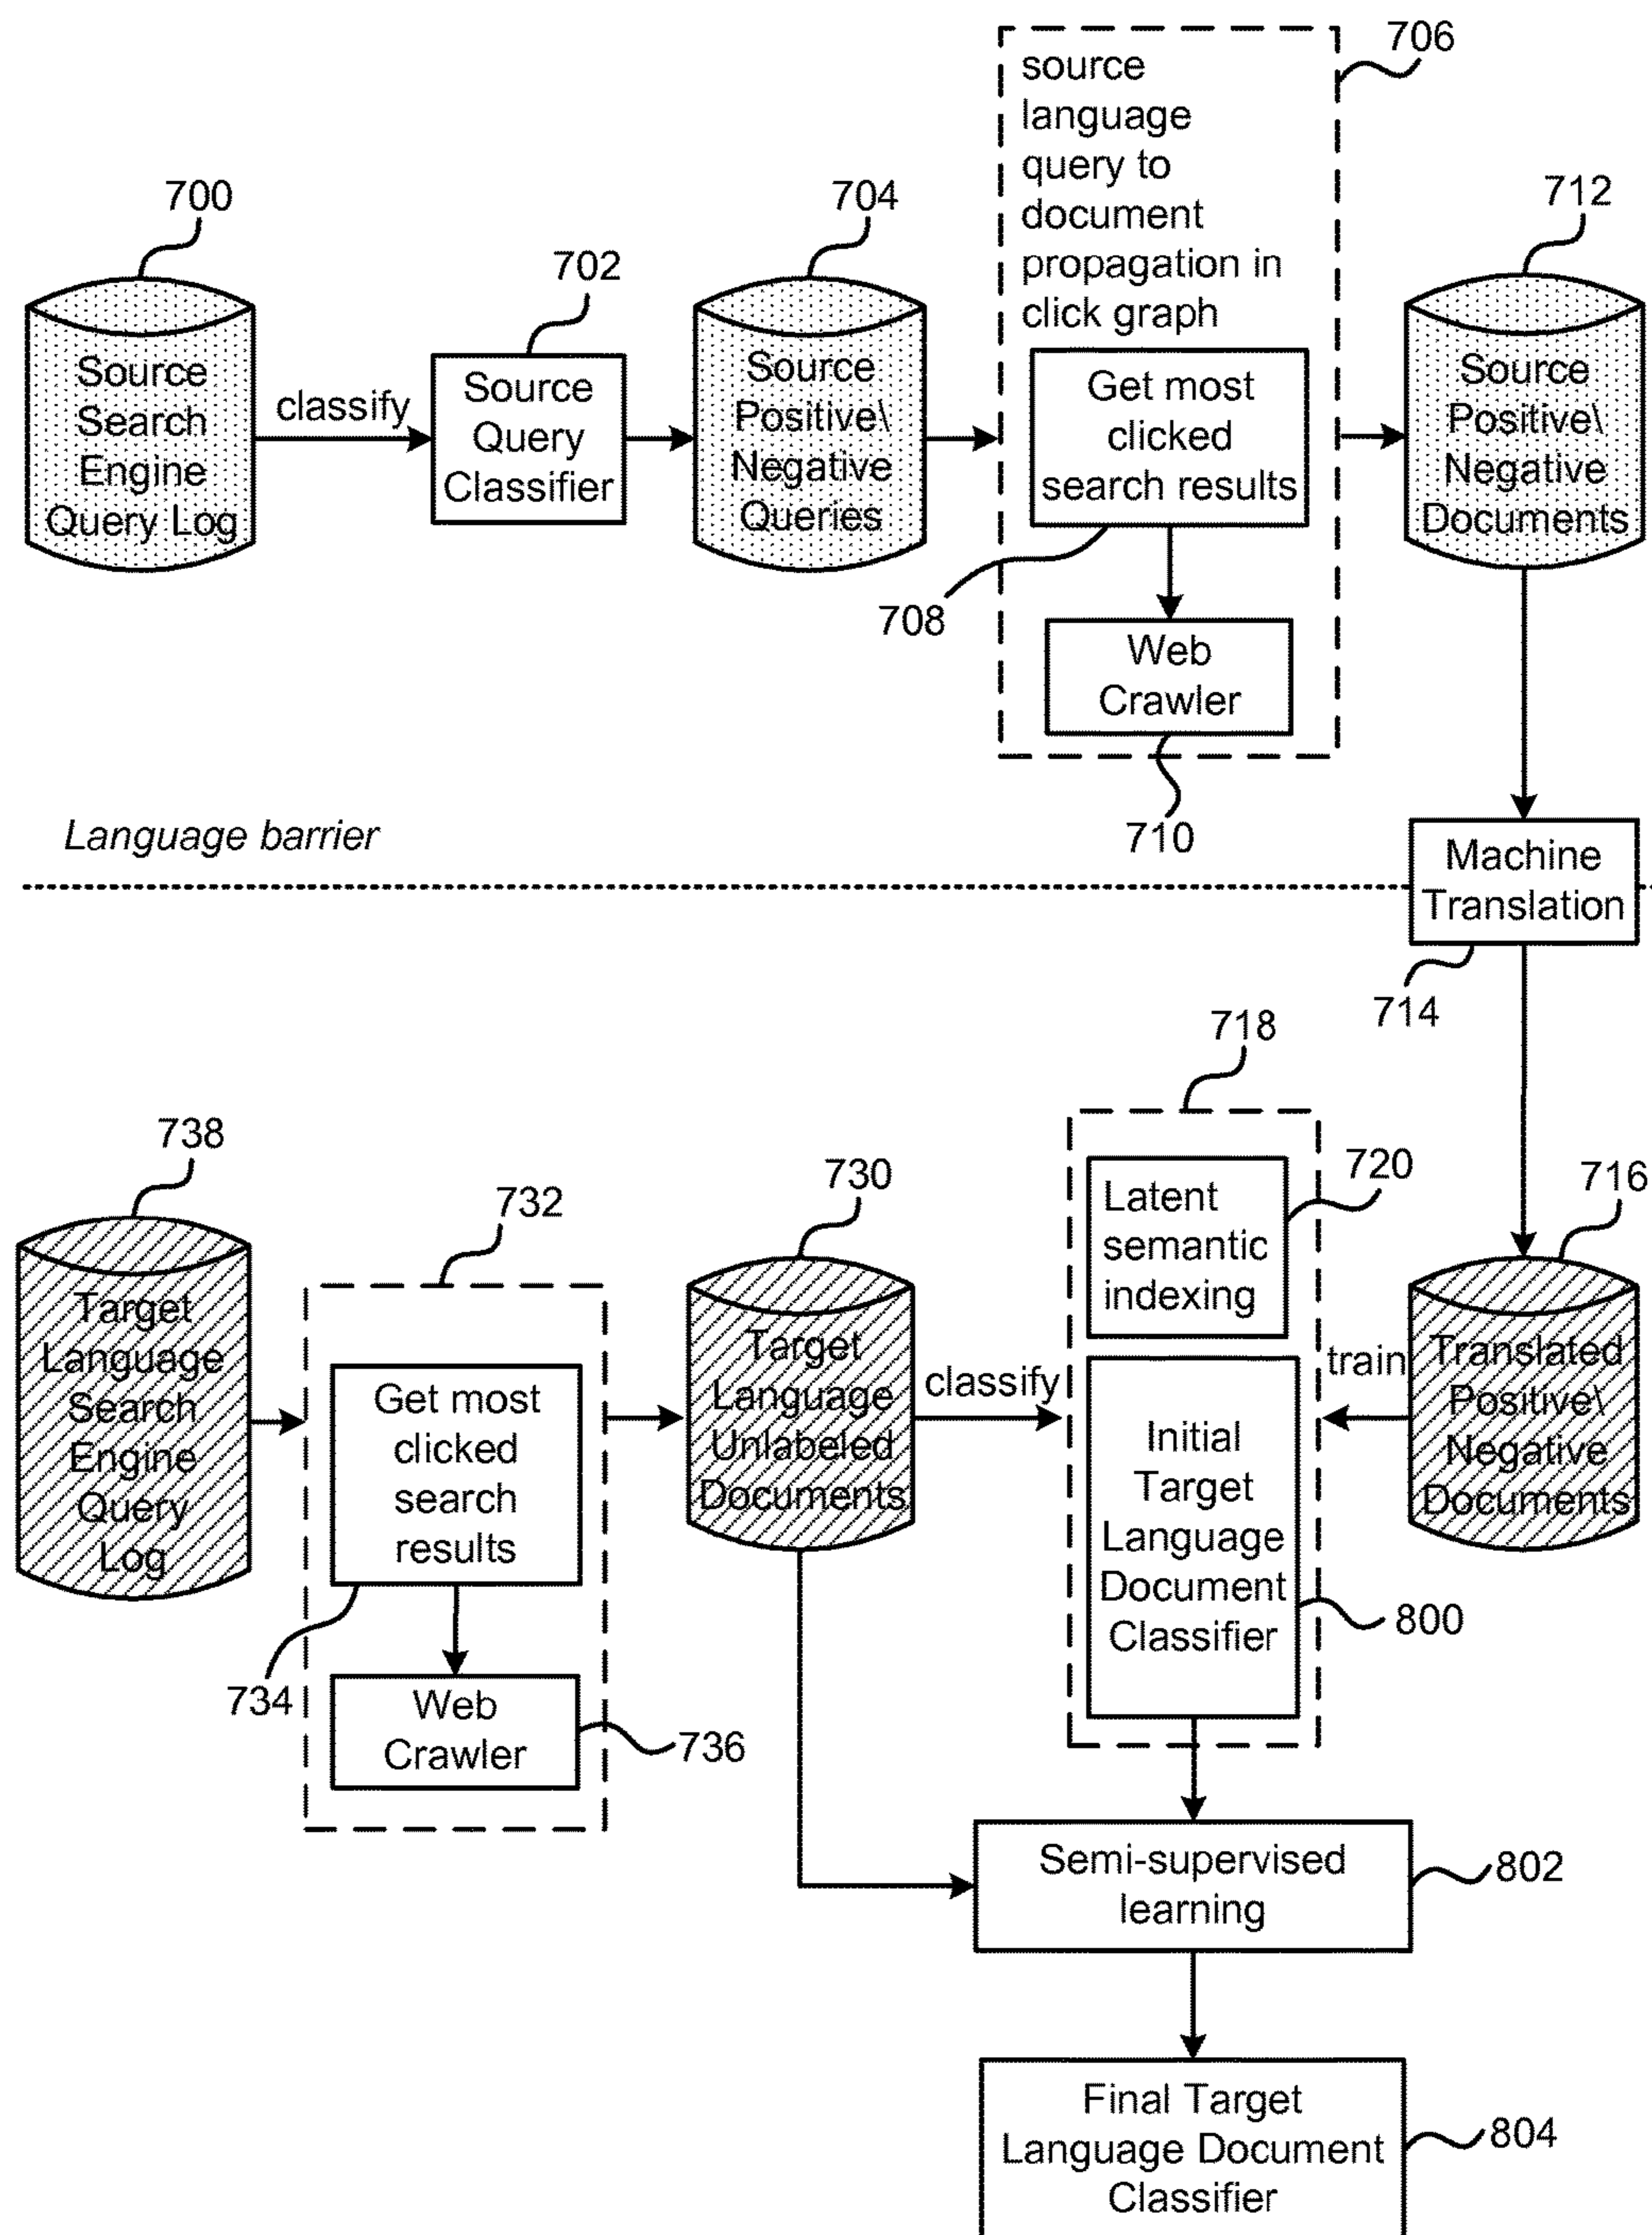 706
source
language
query to
document
propagation in
click graph
700
704
712
702
Source
Search
Engine
Query Log
classify
Source
Query
Classifier
Source
Positive\
Negative
Queries
Get most
clicked
search results
Source
Positive\
Negative
Documents
708
Web
Crawler
710
Language barrier
Machine
Translation
714
718
738
732
730
720
716
Latent
semantic
indexing
Target
Language
Search
Engine
Query
Log
Get most
clicked
search
results
Target
Language
Unlabeled
Documents
classify
Initial
Target
Language
Document
Classifier
train
Translated
Positive\
Negative
Documents
800
734
Web
Crawler
736
Semi-supervised
learning
802
Final Target
Language Document
Classifier
804